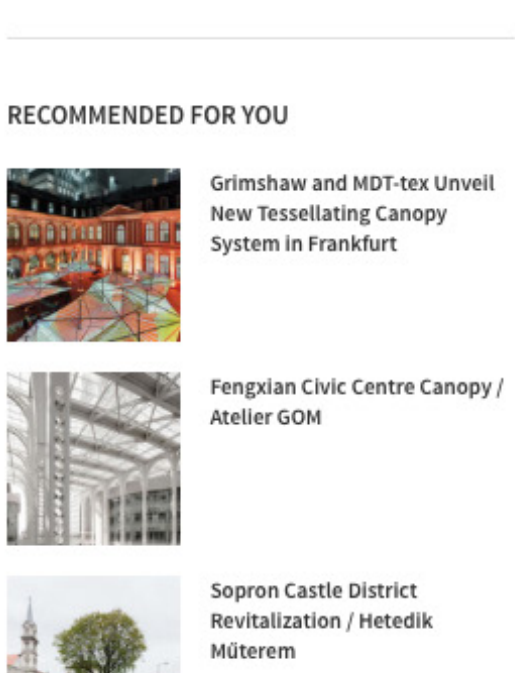 RECOMMENDED FOR YOU
Grimshaw and MDT-tex Unveil
New Tessellating Canopy
System in Frankfurt
Fengxian Civic Centre Canopy /
Atelier GOM
Sopron Castle District
Revitalization / Hetedik
Müterem